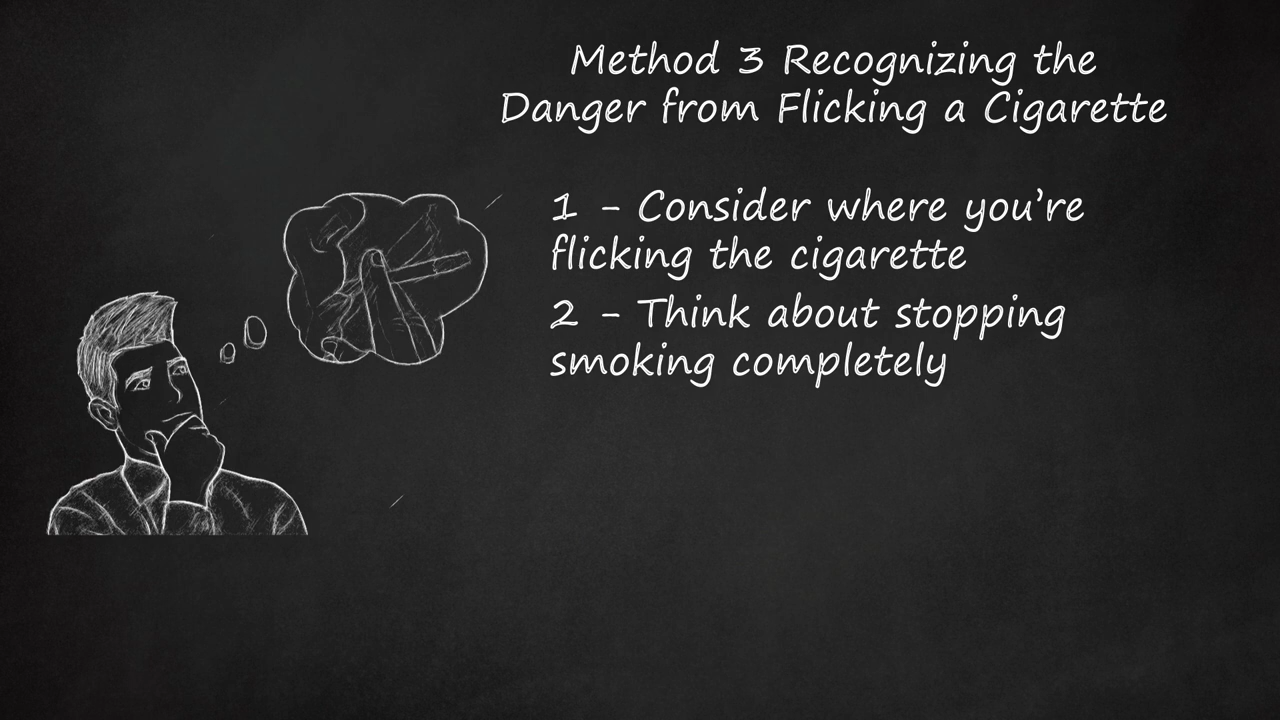 Method 3 Recognizing the
Danger from Flicking a Cigarette
1 - Consider where you're
flicking the cigarette
2 - Think about stopping
smoking completely